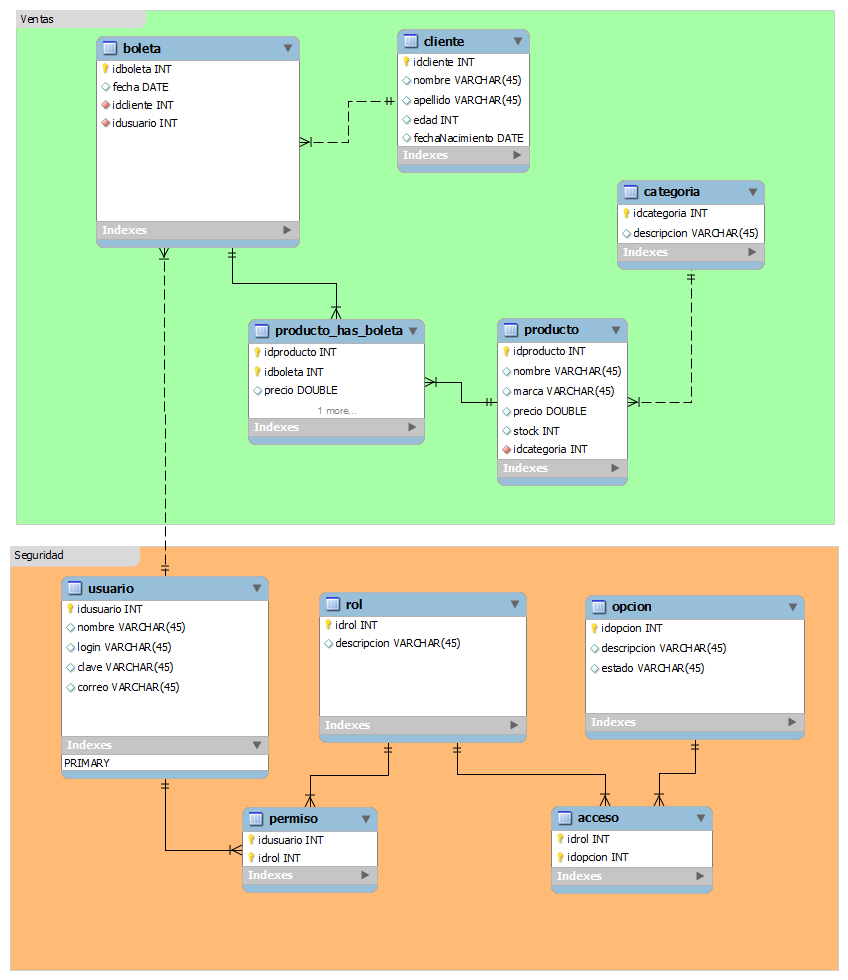 Ventas
boleta
idboleta INT
fecha DATE
idcliente INT
idusuario INT
Indexes
cliente
idcliente INT
nombre VARCHAR(45)
apellido VARCHAR(45)
edad INT
fechaNacimiento DATE
Indexes
categoria
idcategoria INT
descripcion VARCHAR(45)
Indexes
producto_has_boleta
idproducto INT
idboleta INT
precio DOUBLE
1 more...
Indexes
producto
idproducto INT
nombre VARCHAR(45)
marca VARCHAR(45)
precio DOUBLE
stock INT
idcategoria INT
Indexes
Seguridad
usuario
idusuario INT
nombre VARCHAR(45)
login VARCHAR(45)
clave VARCHAR(45)
correo VARCHAR(45)
Indexes
PRIMARY
rol
idrol INT
descripcion VARCHAR(45)
Indexes
opcion
idopcion INT
descripcion VARCHAR(45)
estado VARCHAR(45)
Indexes
permiso
idusuario INT
idrol INT
Indexes
acceso
idrol INT
idopcion INT
Indexes